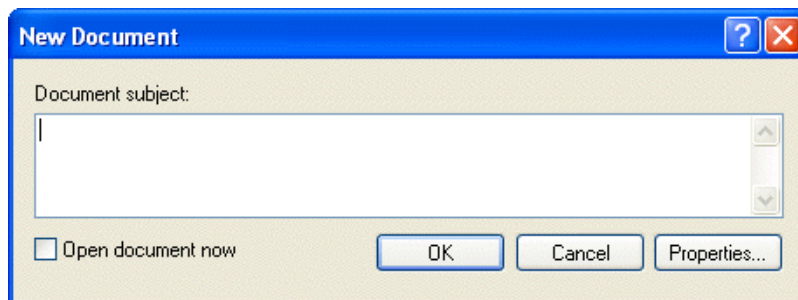 New Document
Document subject:
Open document now OK Cancel Properties...